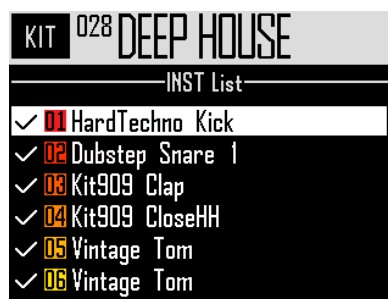 KIT 028 DEEP HOUSE
INST List
01 HardTechno Kick
02 Dubstep Snare 1
03 Kit909 Clap
04 Kit909 CloseHH
05 Vintage Tom
06 Vintage Tom